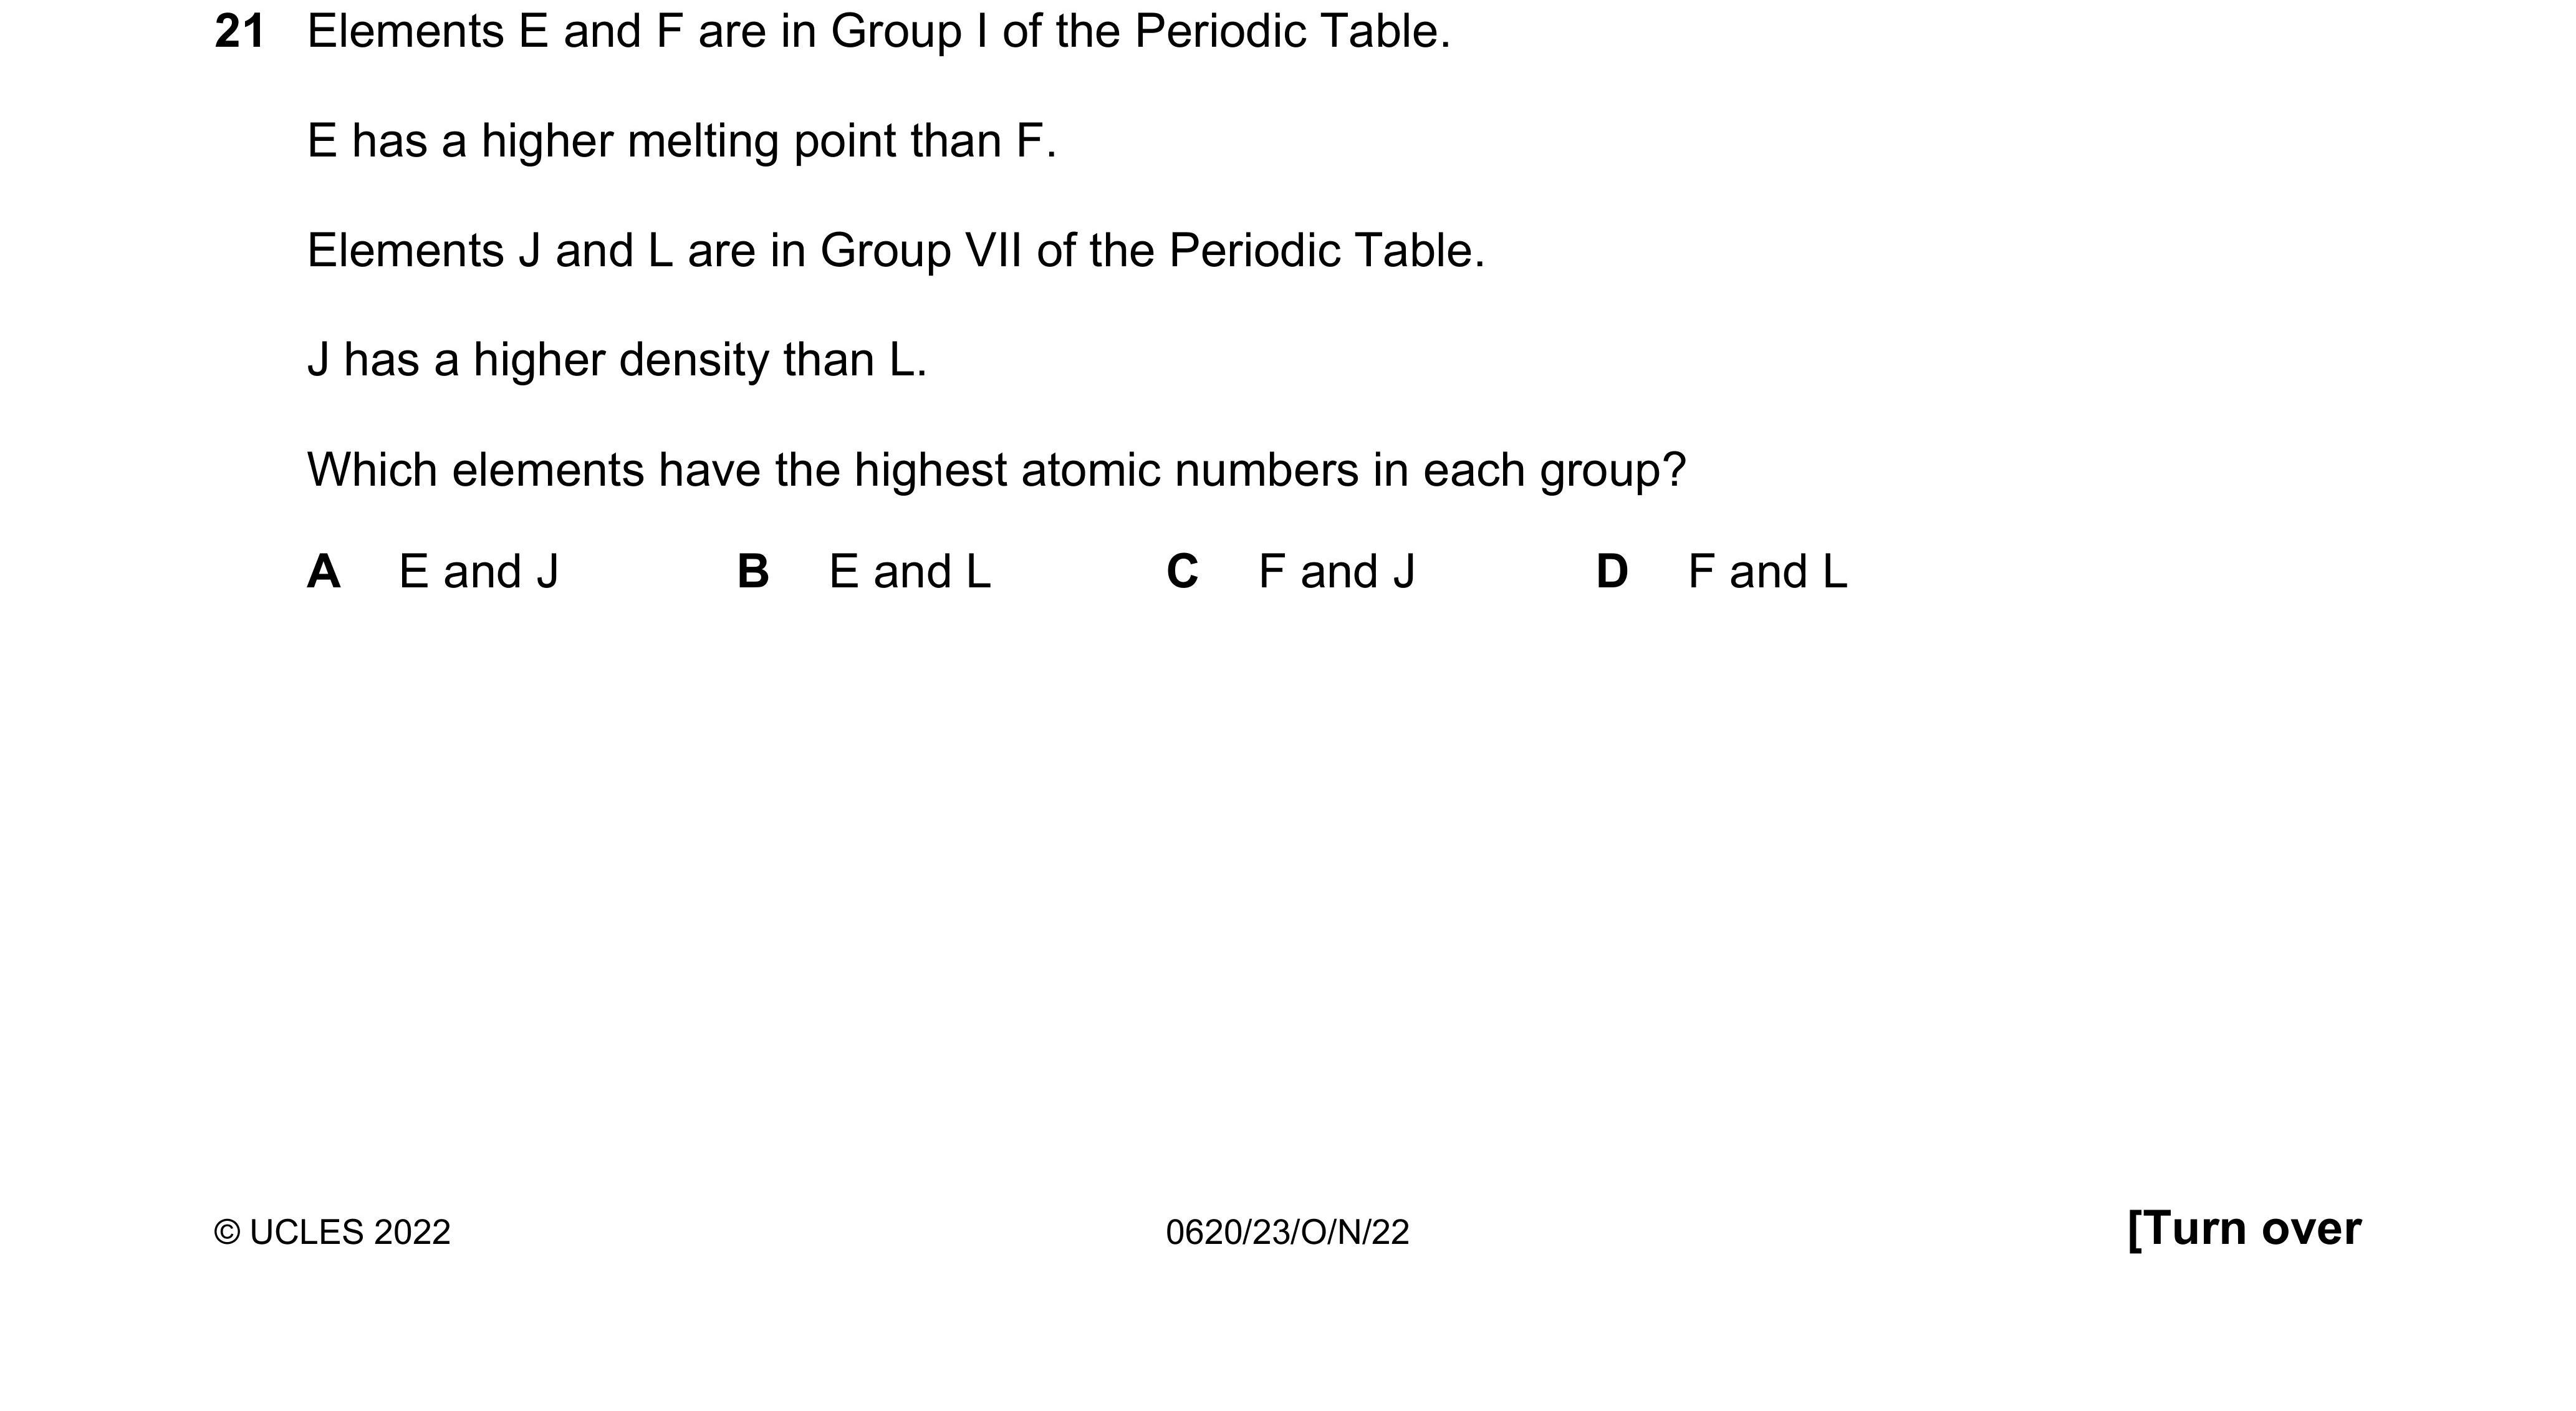 21 Elements E and F are in Group I of the Periodic Table.
E has a higher melting point than F.
Elements J and L are in Group VII of the Periodic Table.
J has a higher density than L.
Which elements have the highest atomic numbers in each group?
A E and J B E and L C F and J D F and L
© UCLES 2022 0620/23/O/N/22 [Turn over